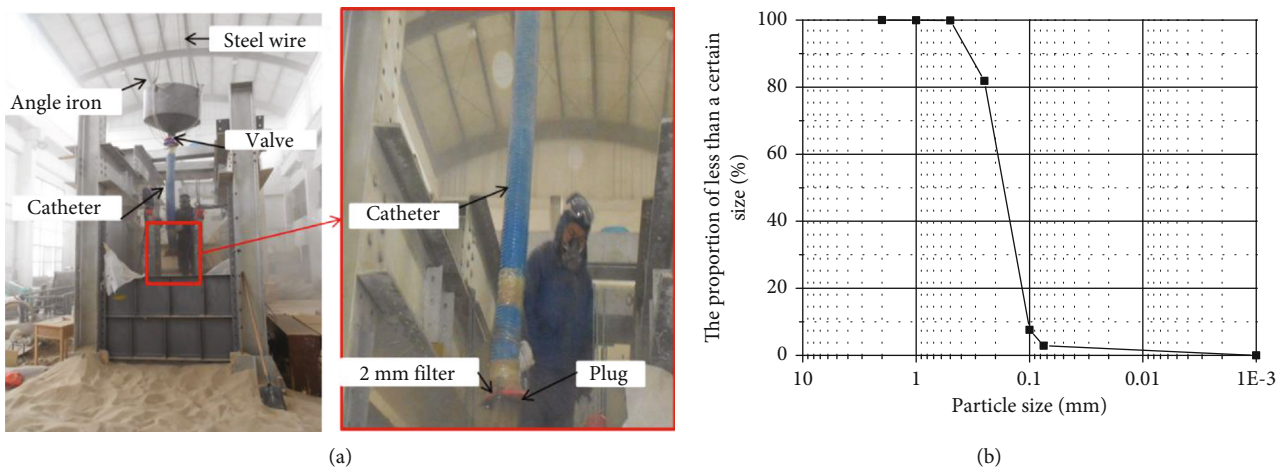 Steel wire
Angle iron
Valve
Catheter
Catheter
2 mm filter
Plug
(a)
The proportion of less than a certain
size (%)
100
80
60
40
20
0
10
1
0.1
0.01
1E-3
Particle size (mm)
(b)